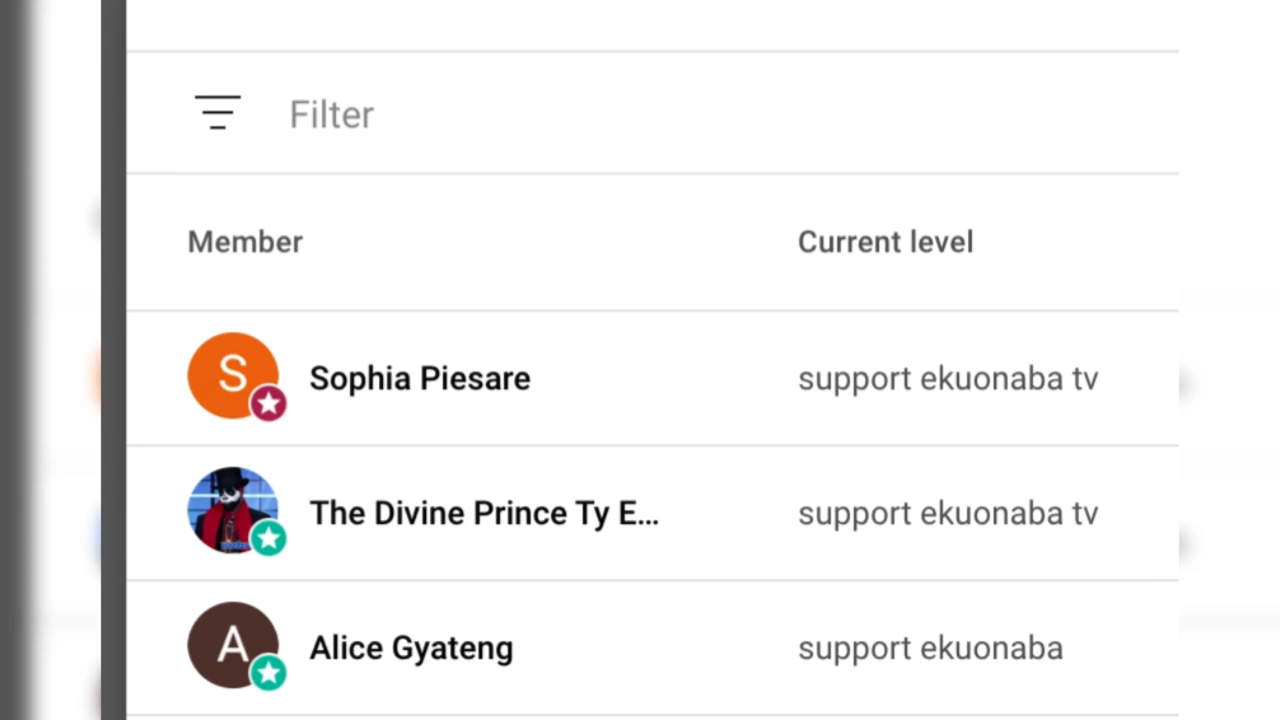 Filter
Member Current level
S Sophia Piesare support ekuonaba tv
The Divine Prince Ty E... support ekuonaba tv
A Alice Gyateng support ekuonaba